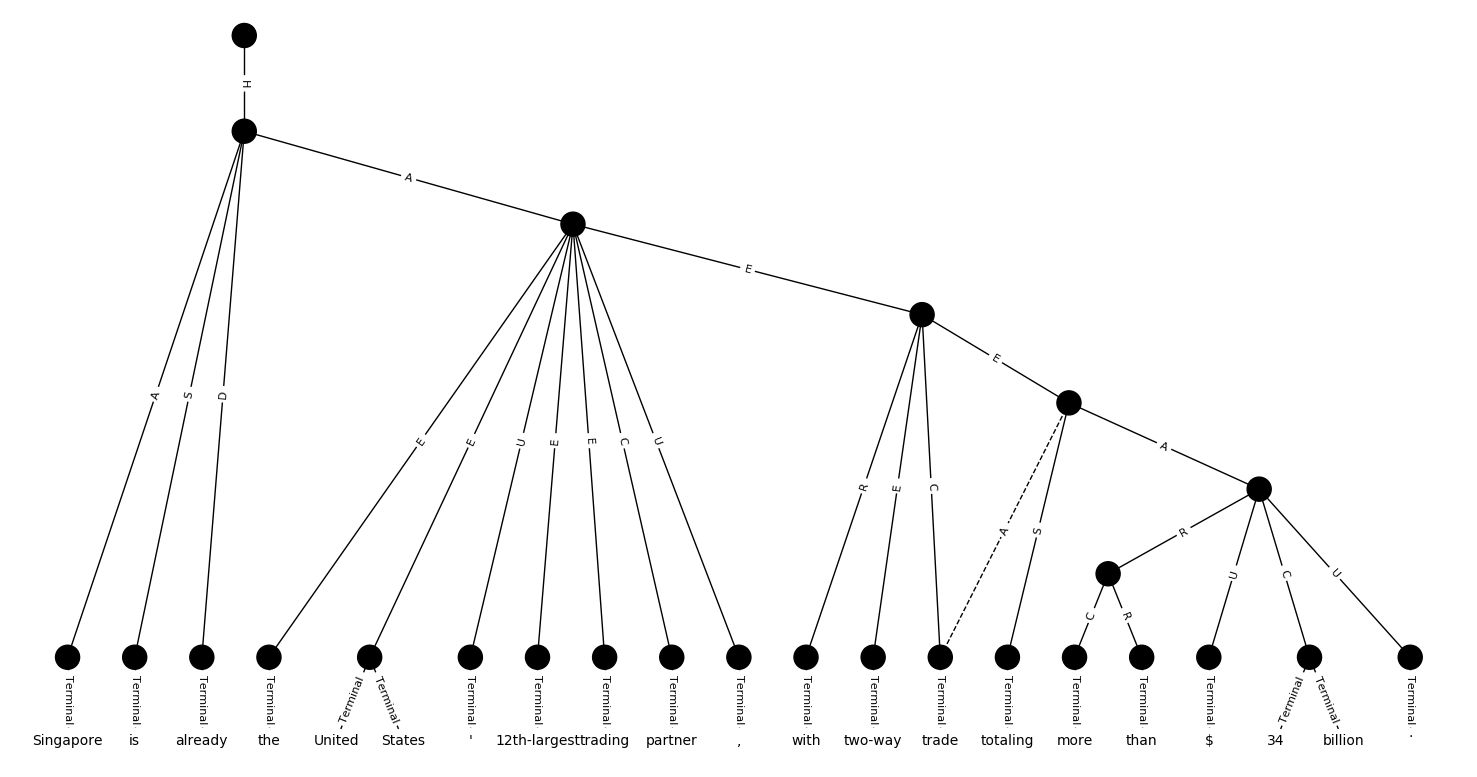 H
A
E
E
A
A S D
E E U E E C U
R E C
A S
R U C U
C R
Terminal Terminal Terminal Terminal Terminal Terminal Terminal Terminal Terminal Terminal Terminal Terminal Terminal Terminal Terminal Terminal Terminal Terminal Terminal Terminal Terminal
Singapore is already the United States ' 12th-largest trading partner , with two-way trade totaling more than $ 34 billion .